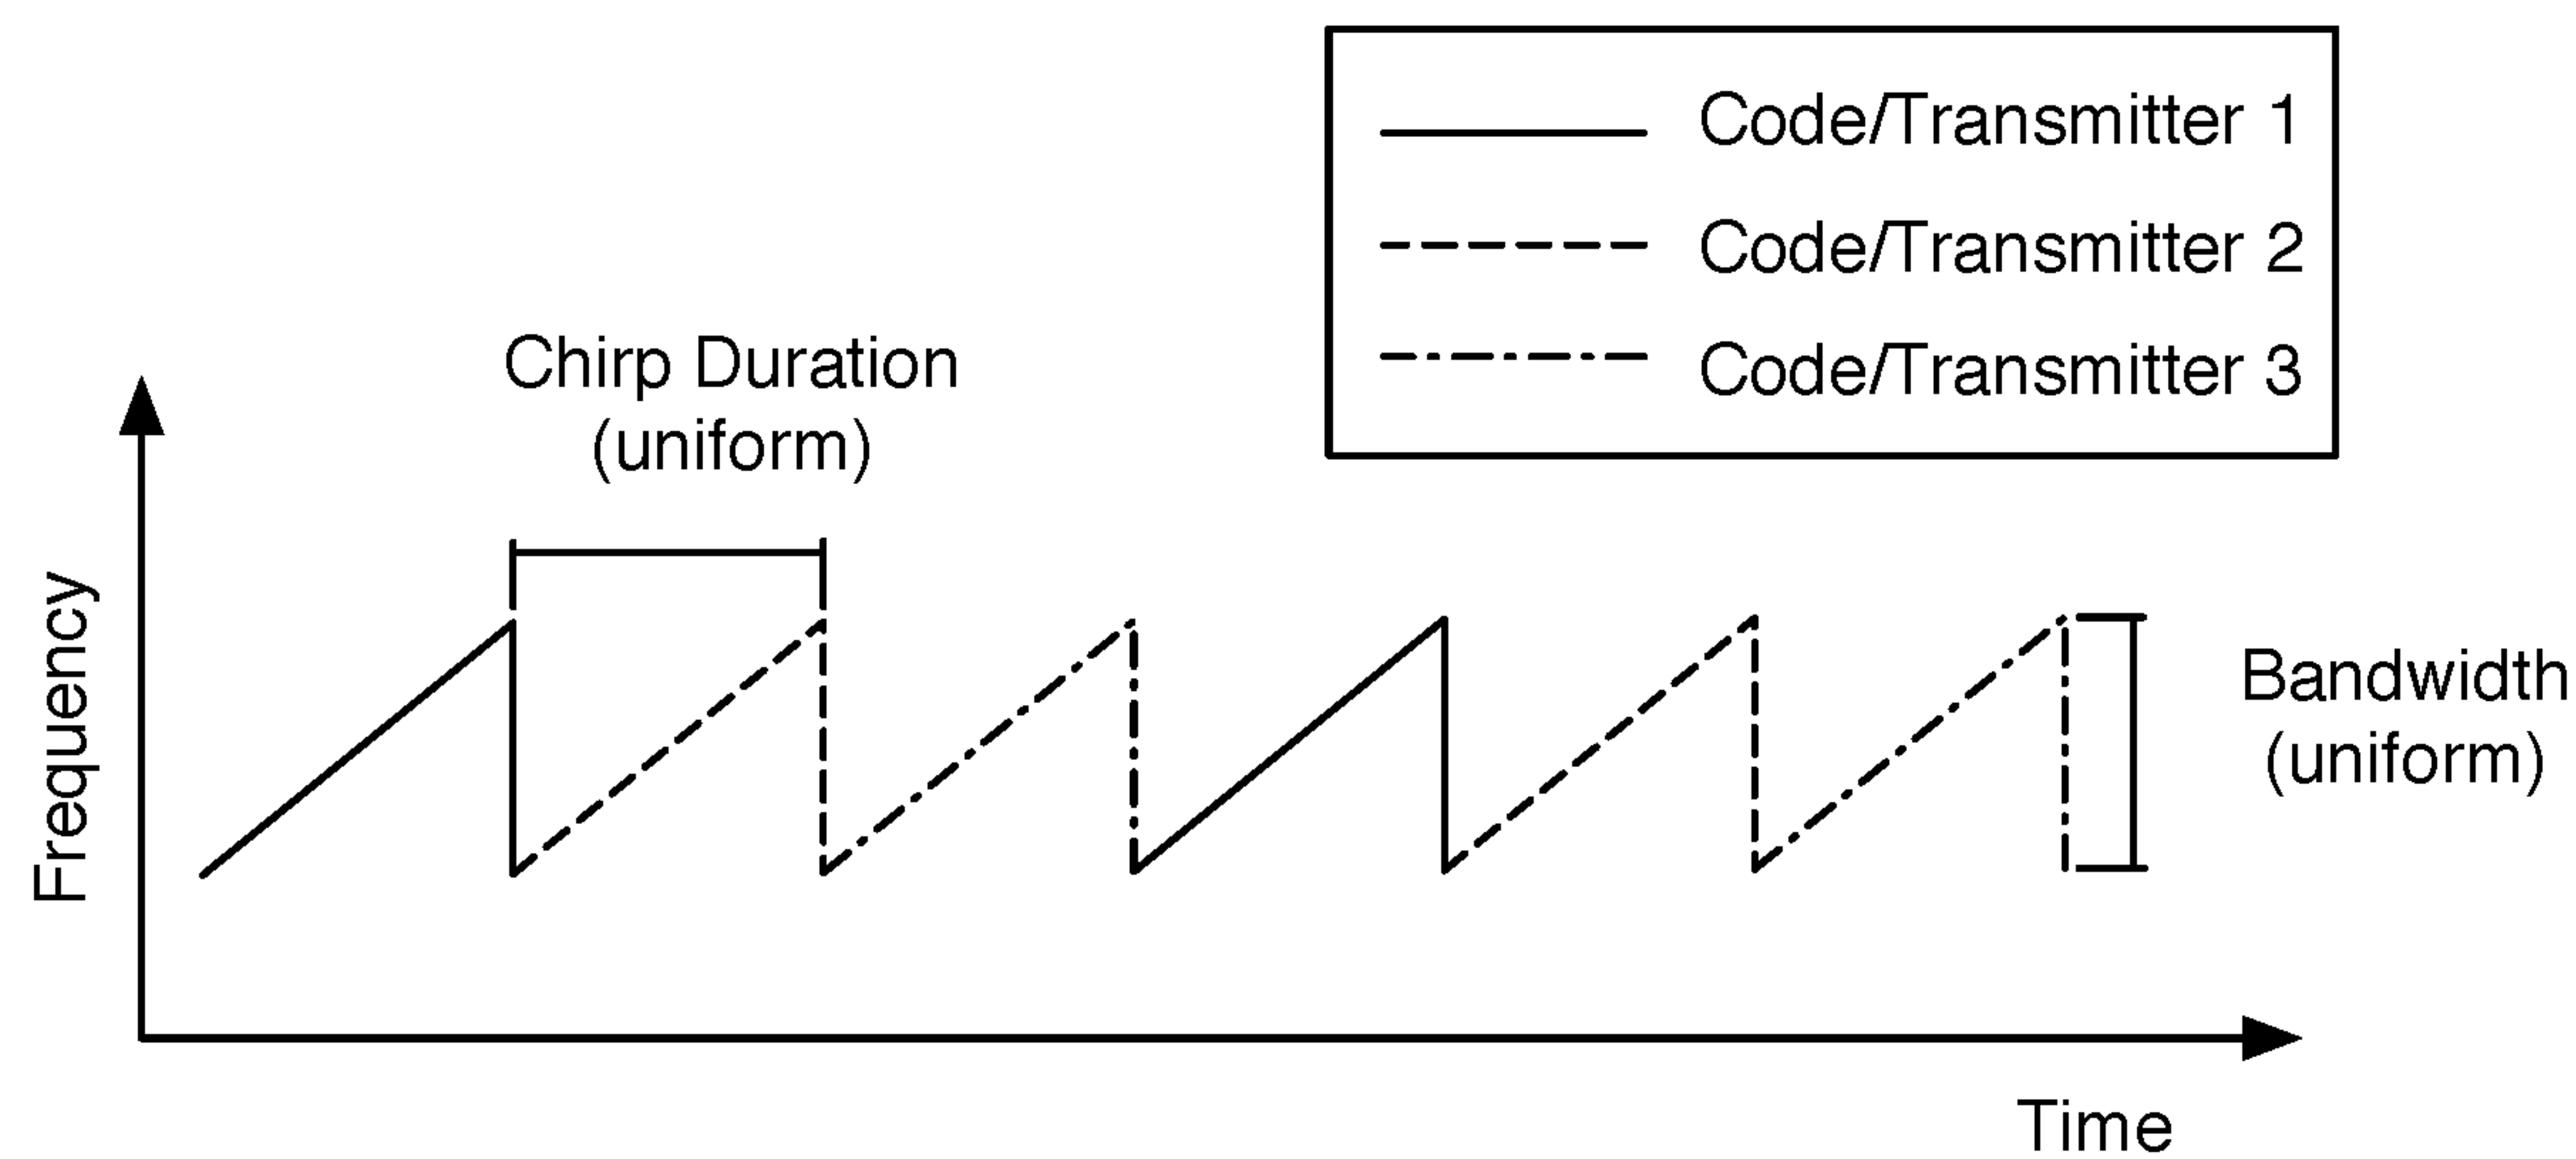 Code/Transmitter 1
Code/Transmitter 2
Code/Transmitter 3
Chirp Duration
(uniform)
Frequency
Bandwidth
(uniform)
Time